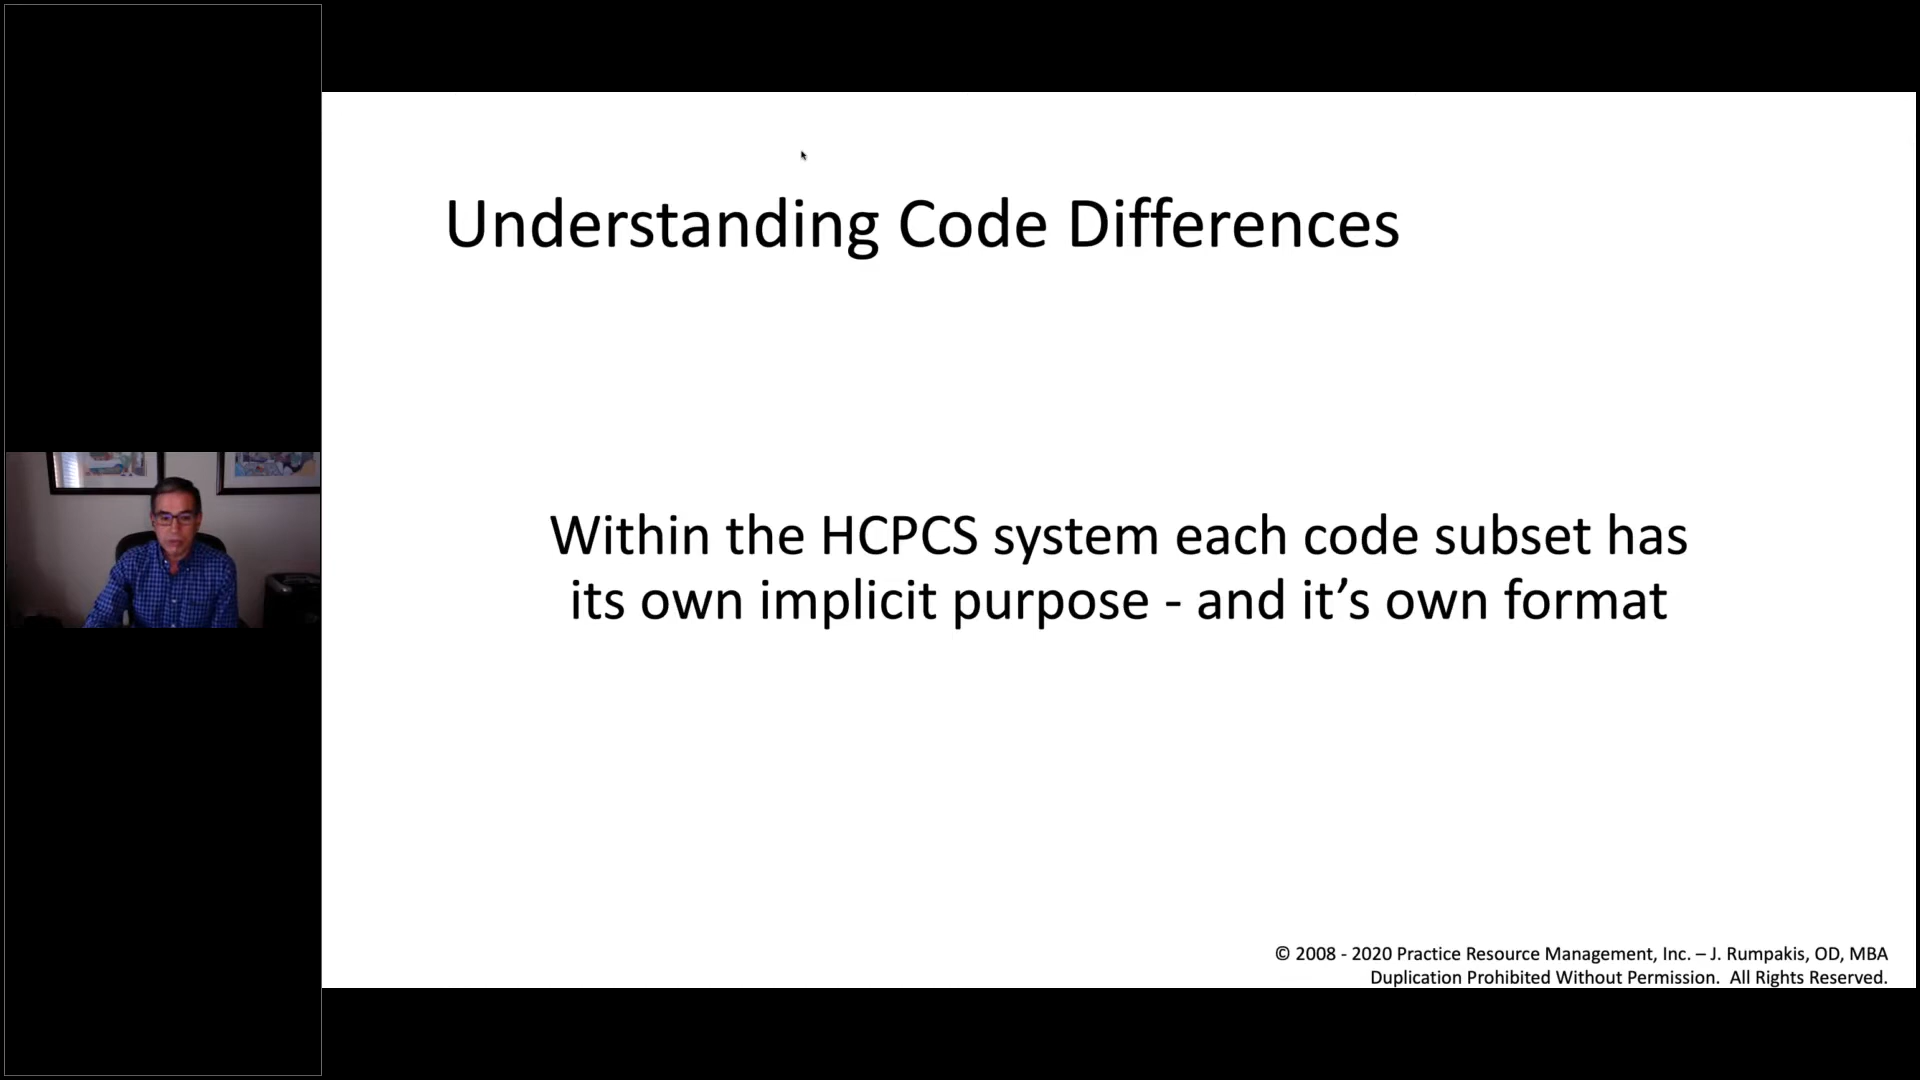 Understanding Code Differences
Within the HCPCS system each code subset has
its own implicit purpose - and it’s own format
© 2008 - 2020 Practice Resource Management, Inc. – J. Rumpakis, OD, MBA
Duplication Prohibited Without Permission.  All Rights Reserved.